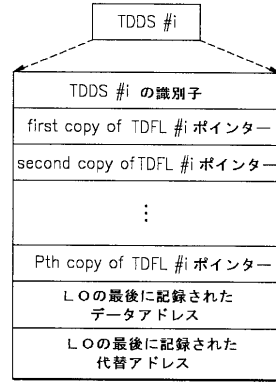 TDDS #i
TDDS #i の識別子
first copy of TDFL #i ポインター
second copy of TDFL #i ポインター
⋮
Pth copy of TDFL #i ポインター
LOの最後に記録された
データアドレス
LOの最後に記録された
代替アドレス